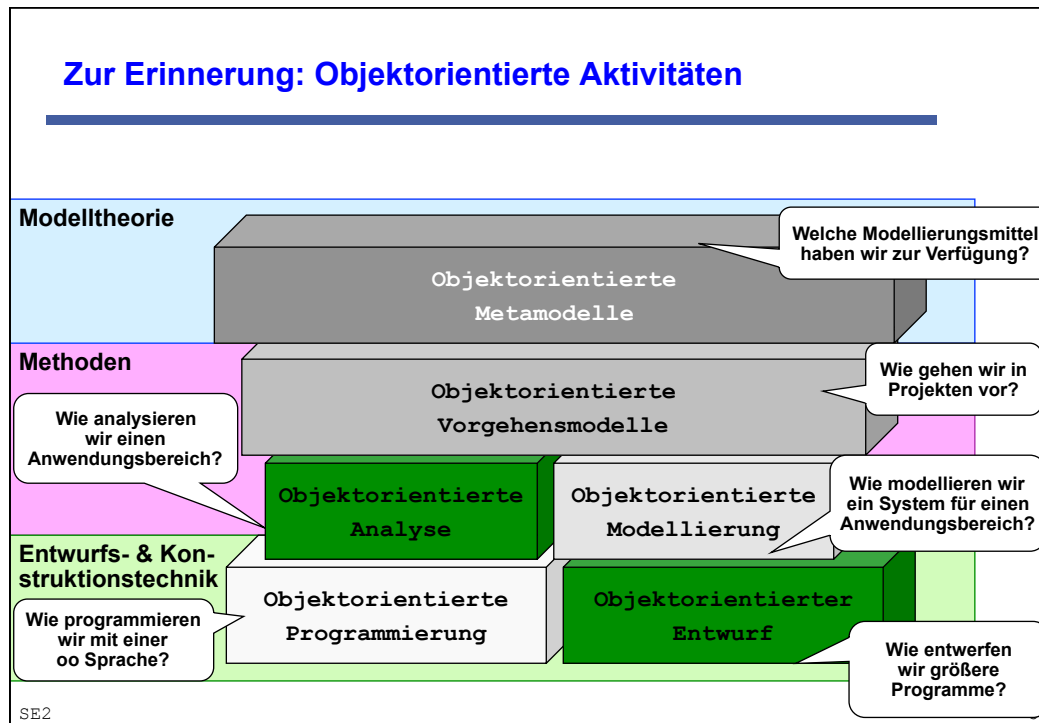 Zur Erinnerung: Objektorientierte Aktivitäten
Modelltheorie
Welche Modellierungsmittel
haben wir zur Verfügung?
Objektorientierte
Metamodelle
Methoden
Wie gehen wir in
Projekten vor?
Objektorientierte
Vorgehensmodelle
Wie analysieren
wir einen
Anwendungsbereich?
Objektorientierte
Analyse
Objektorientierte
Modellierung
Wie modellieren wir
ein System für einen
Anwendungsbereich?
Entwurfs- & Kon-
struktionstechnik
Objektorientierte
Programmierung
Objektorientierter
Entwurf
Wie programmieren
wir mit einer
oo Sprache?
Wie entwerfen
wir größere
Programme?
SE2